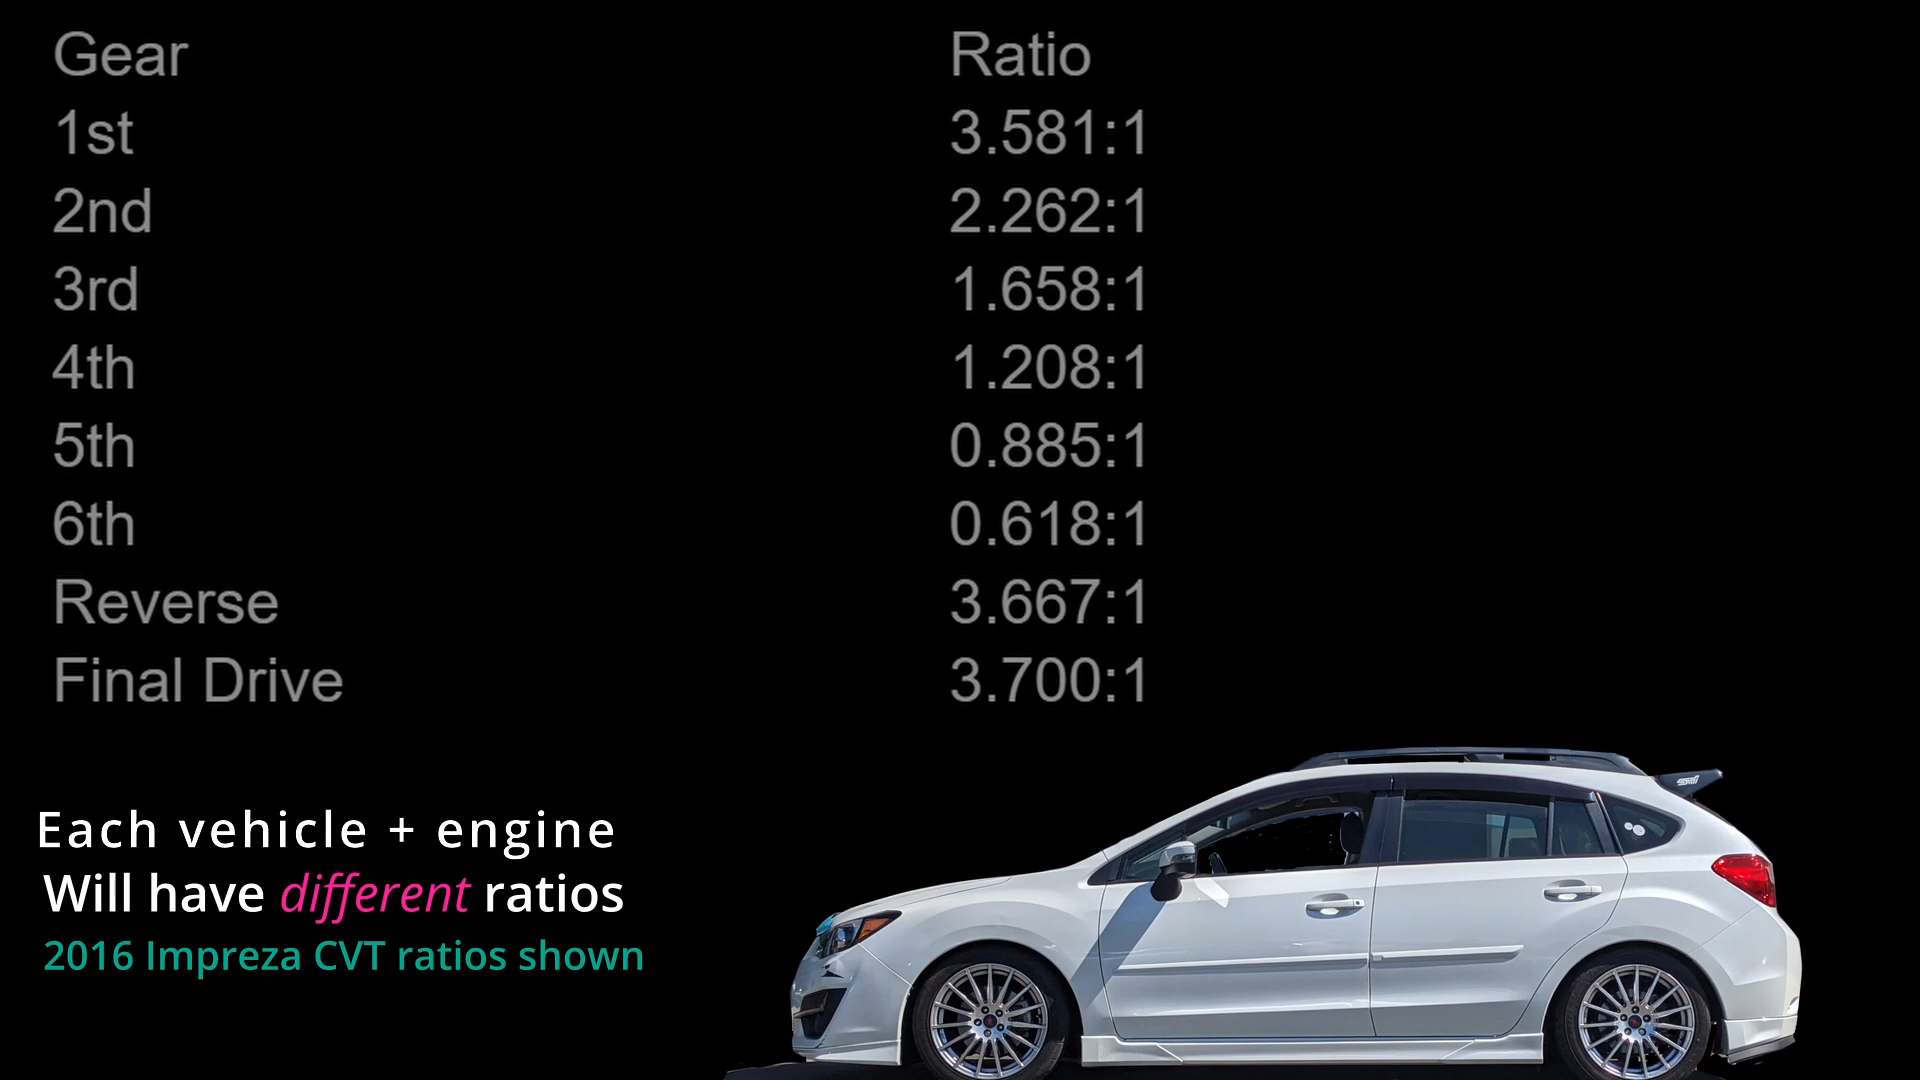 Gear Ratio
1st 3.581:1
2nd 2.262:1
3rd 1.658:1
4th 1.208:1
5th 0.885:1
6th 0.618:1
Reverse 3.667:1
Final Drive 3.700:1
Each vehicle + engine
Will have different ratios
2016 Impreza CVT ratios shown
STI